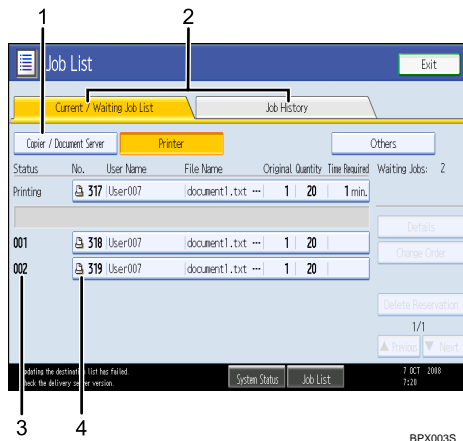 1 2
Job List Exit
Current / Waiting Job List Job History
Copier / Document Server Printer Others
Status No. User Name File Name Original Quantity Time Required Waiting Jobs: 2
Printing 317 User007 document1.txt ··· 1 20 1 min.
Details
001 318 User007 document1.txt ··· 1 20
Change Order
002 319 User007 document1.txt ··· 1 20
Delete Reservation
1/1
▲ Previous ▼ Next
pdating the destination list has failed. System Status Job List 7 OCT 2008
heck the delivery server version. 7:20
3 4
BPX003S